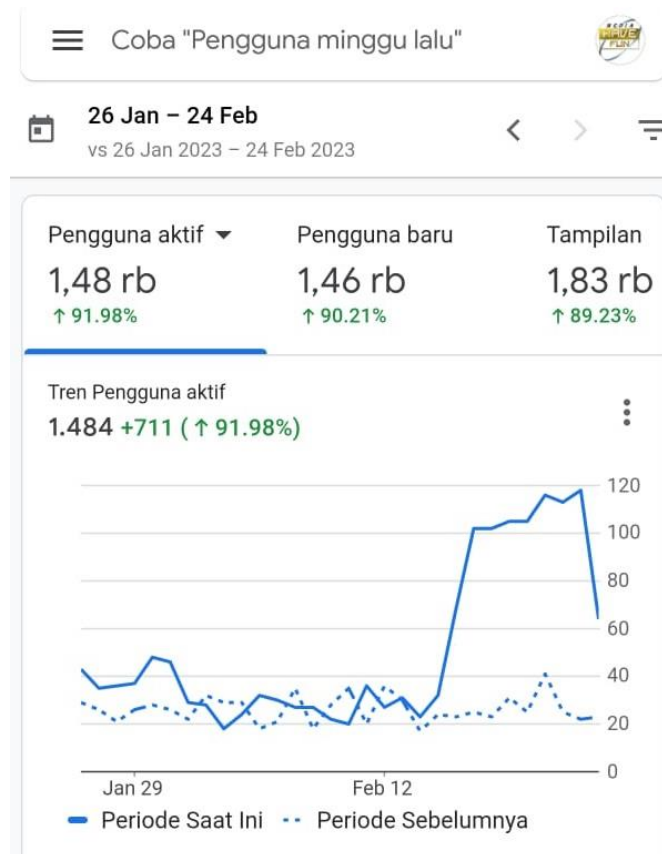 Coba "Pengguna minggu lalu"
MEDIA
HAVE
FUN
26 Jan – 24 Feb
vs 26 Jan 2023 – 24 Feb 2023
Pengguna aktif
Pengguna baru
Tampilan
1,48 rb
1,46 rb
1,83 rb
↑ 91.98%
↑ 90.21%
↑ 89.23%
Tren Pengguna aktif
1.484 +711 ( ↑ 91.98%)
120
100
80
60
40
20
0
Jan 29
Feb 12
Periode Saat Ini
Periode Sebelumnya